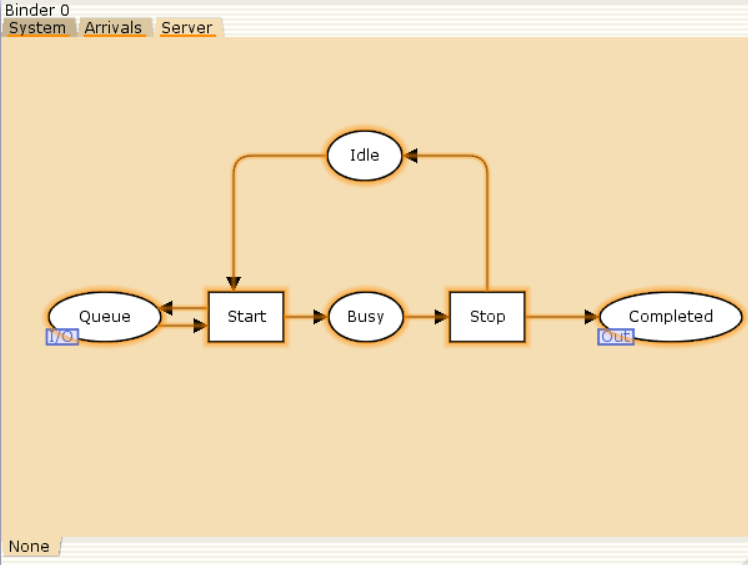 Binder 0
System Arrivals Server
Idle
Queue Start Busy Stop Completed
I/O Out
None